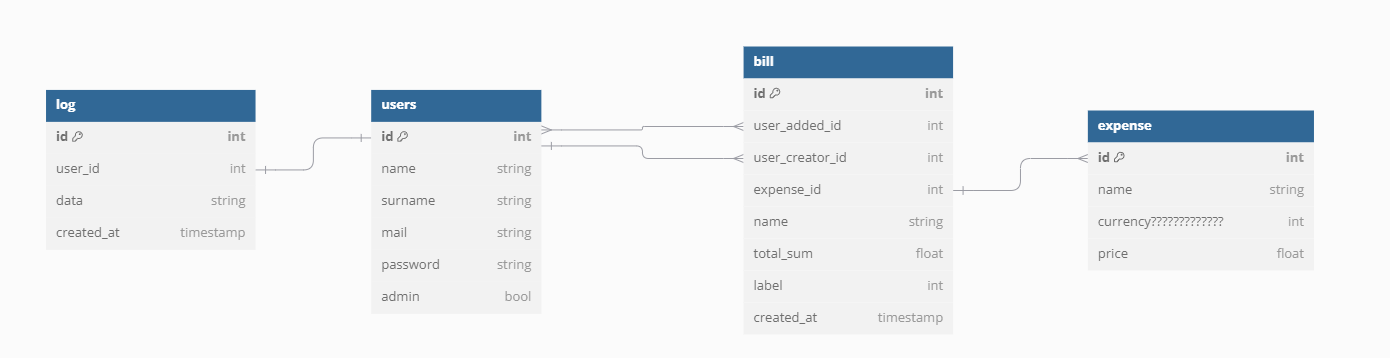 log
id int
user_id int
data string
created_at timestamp
users
id int
name string
surname string
mail string
password string
admin bool
bill
id int
user_added_id int
user_creator_id int
expense_id int
name string
total_sum float
label int
created_at timestamp
expense
id int
name string
currency????????????? int
price float